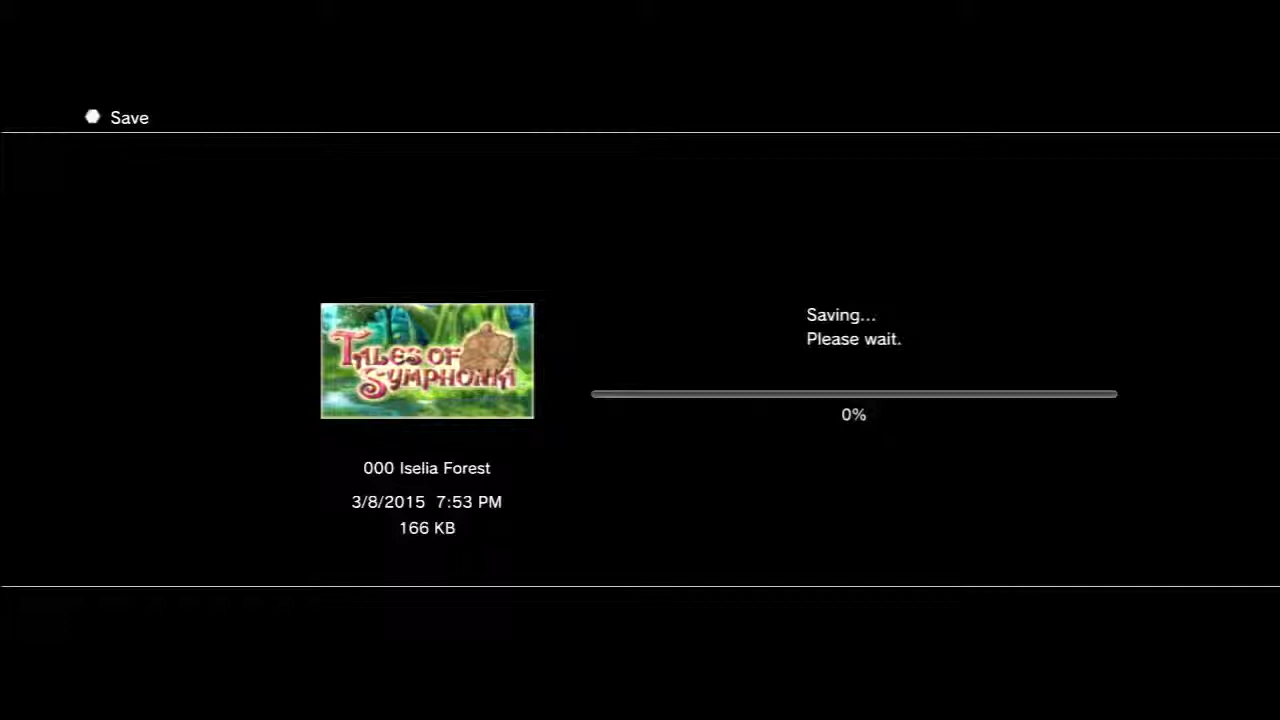 Save
TALES OF
SYMPHONIA
Saving...
Please wait.
0%
000 Iselia Forest
3/8/2015 7:53 PM
166 KB